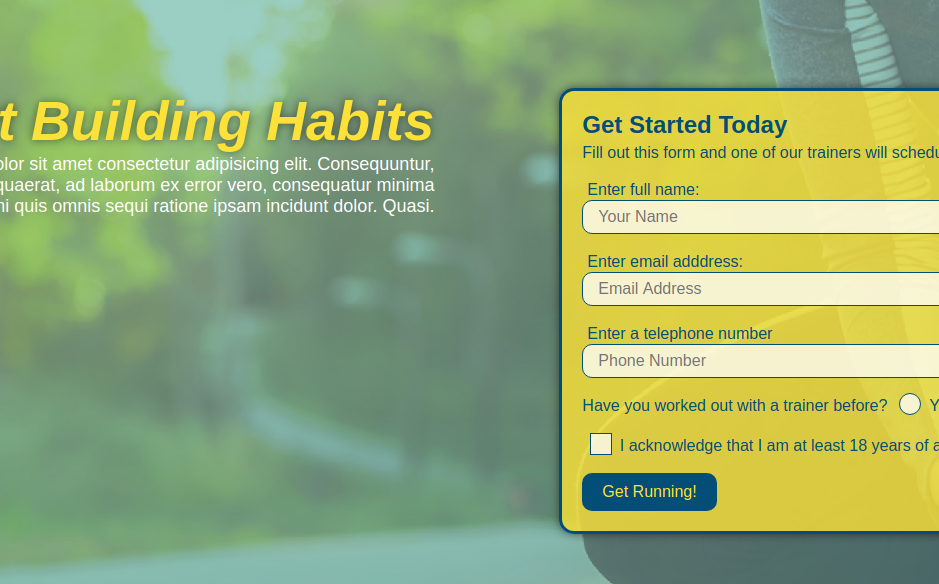 t Building Habits
olor sit amet consectetur adipisicing elit. Consequuntur,
quaerat, ad laborum ex error vero, consequatur minima
ni quis omnis sequi ratione ipsam incidunt dolor. Quasi.
Get Started Today
Fill out this form and one of our trainers will schedu
Enter full name:
Your Name
Enter email adddress:
Email Address
Enter a telephone number
Phone Number
Have you worked out with a trainer before? Y
I acknowledge that I am at least 18 years of a
Get Running!